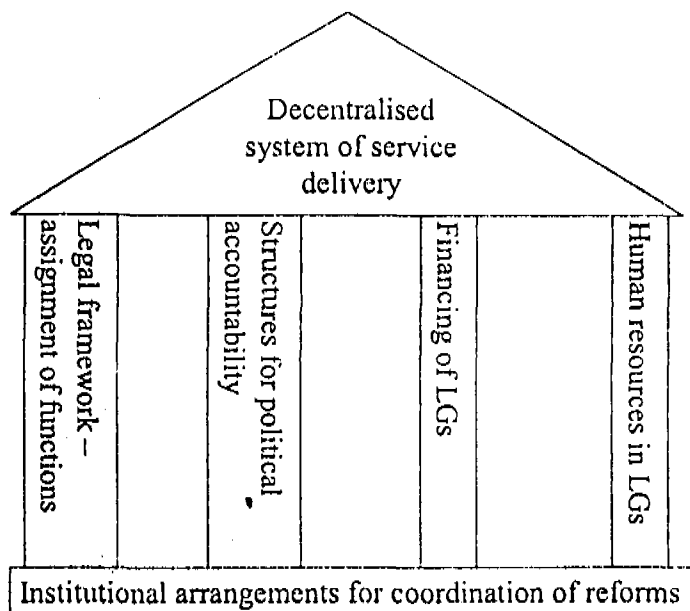 Decentralised
system of service
delivery
Legal framework –
assignment of functions
Structures for political
accountability
Financing of LGs
Human resources in LGs
Institutional arrangements for coordination of reforms